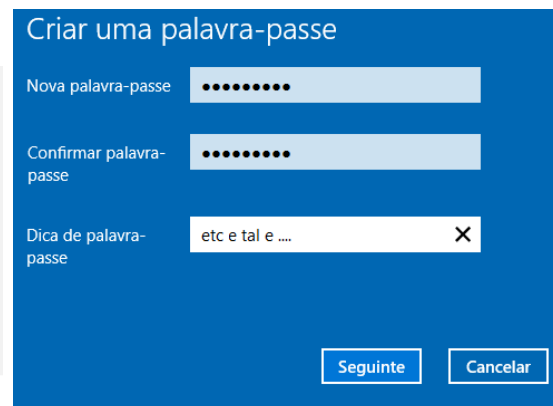 Criar uma palavra-passe
Nova palavra-passe
•••••••••
Confirmar palavra-
passe
•••••••••
Dica de palavra-
passe
etc e tal e ....
Seguinte
Cancelar